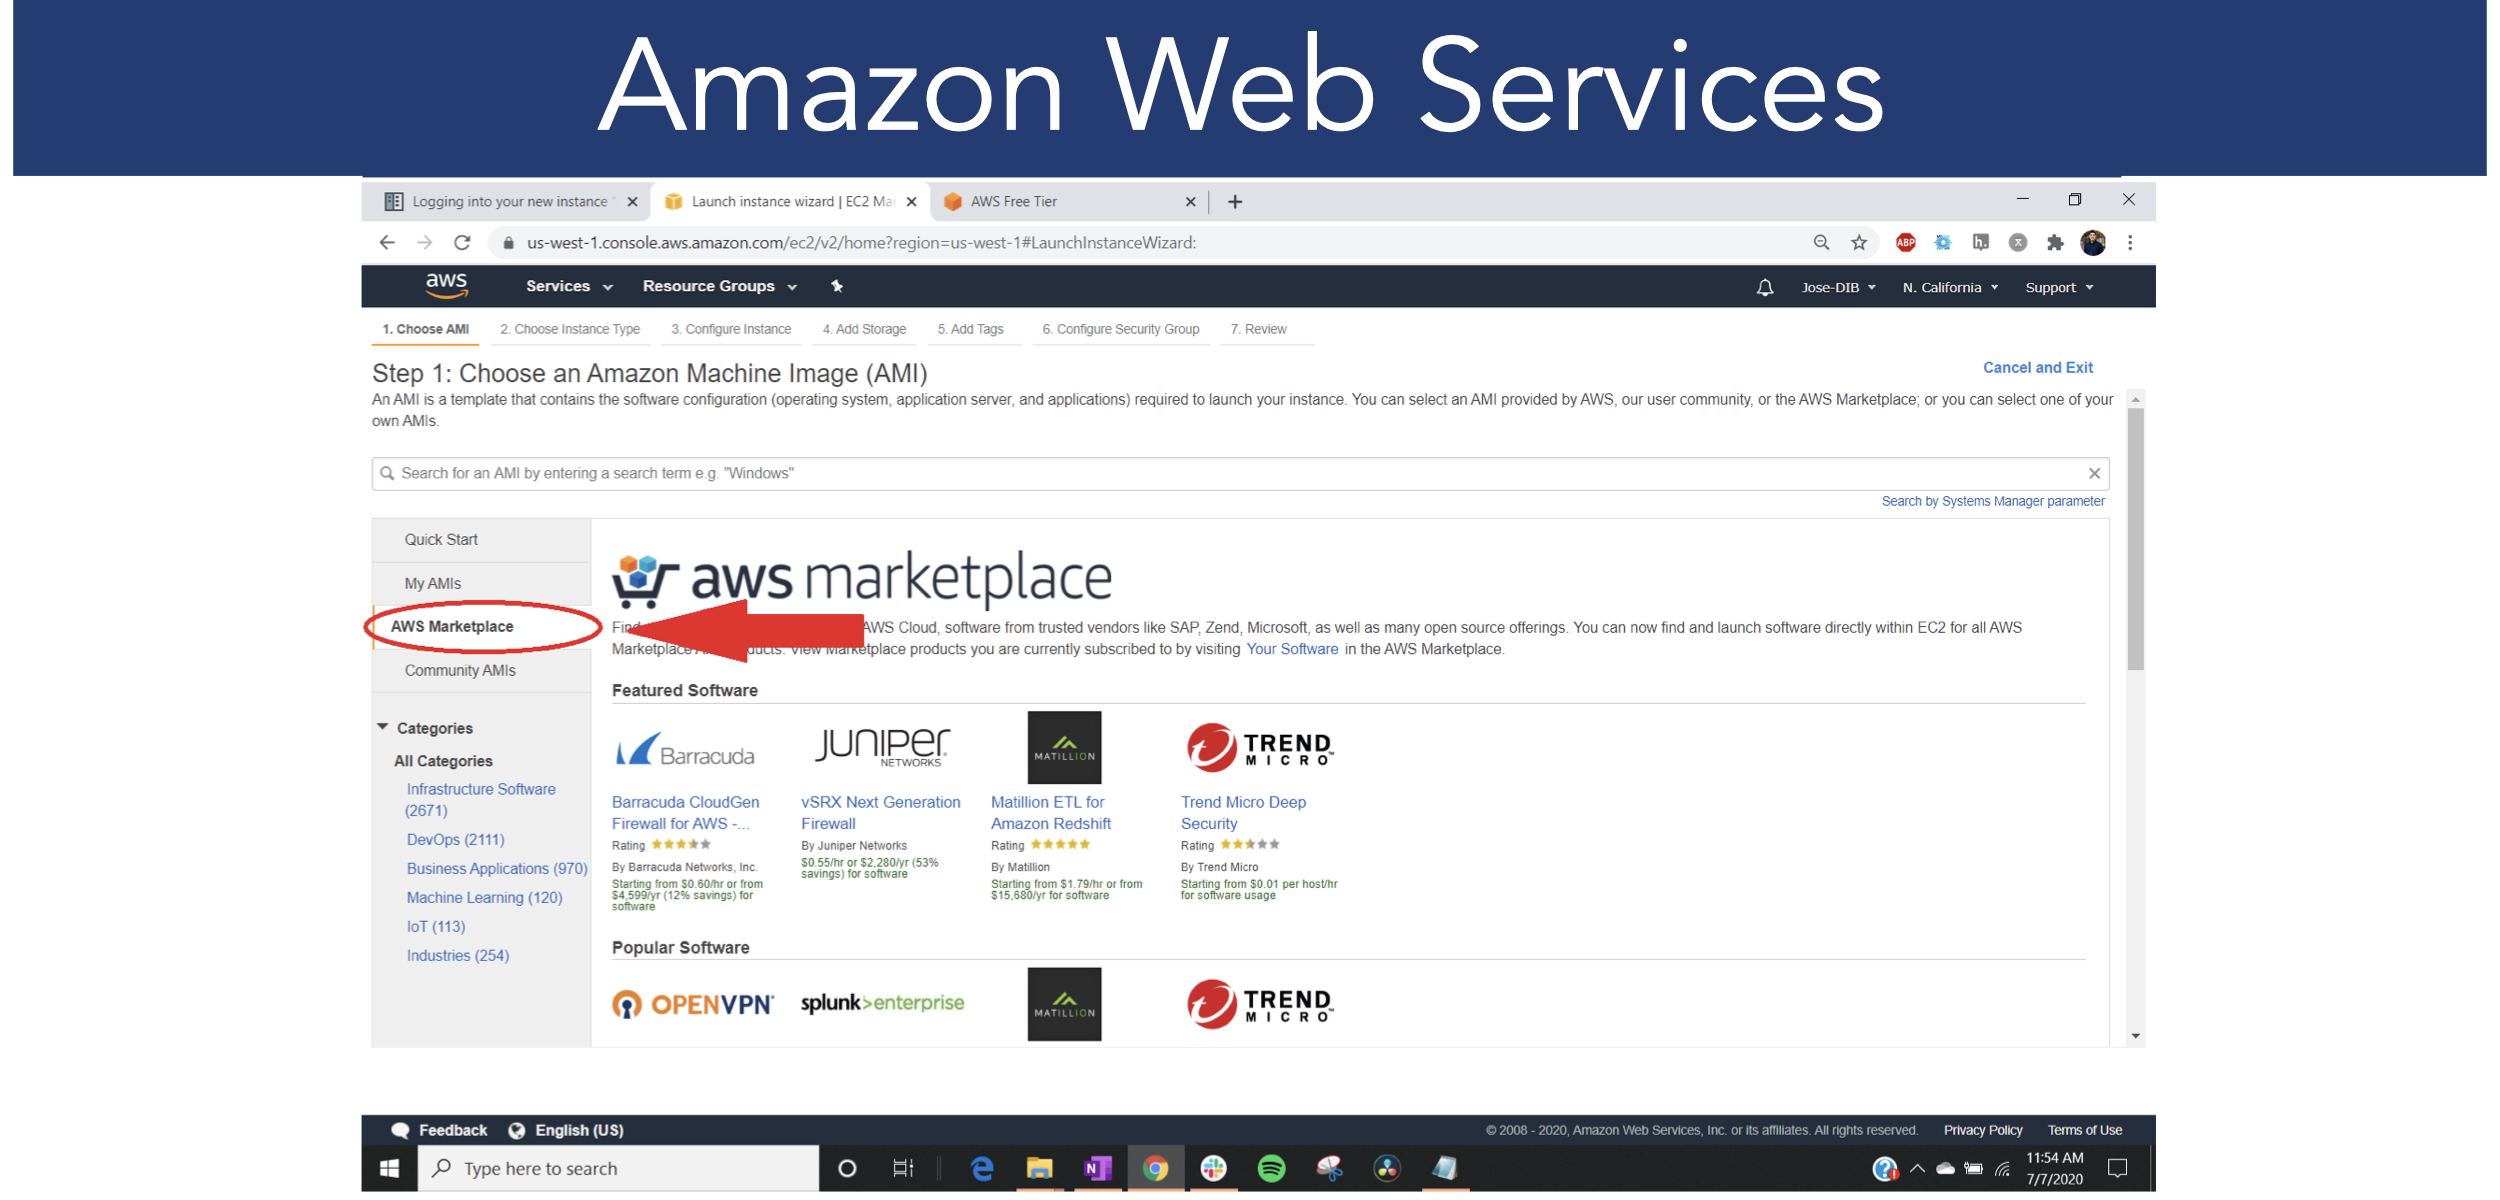 Amazon Web Services
Logging into your new instance
Launch instance wizard | EC2 Ma
AWS Free Tier
us-west-1.console.aws.amazon.com/ec2/v2/home?region=us-west-1#LaunchInstanceWizard:
ABP
h.
aws
Services
Resource Groups
Jose-DIB
N. California
Support
1. Choose AMI
2. Choose Instance Type
3. Configure Instance
4. Add Storage
5. Add Tags
6. Configure Security Group
7. Review
Step 1: Choose an Amazon Machine Image (AMI)
Cancel and Exit
An AMI is a template that contains the software configuration (operating system, application server, and applications) required to launch your instance. You can select an AMI provided by AWS, our user community, or the AWS Marketplace; or you can select one of your
own AMIs.
Search for an AMI by entering a search term e.g. "Windows"
Search by Systems Manager parameter
Quick Start
My AMIs
AWS Marketplace
Community AMIs
Categories
All Categories
Infrastructure Software
(2671)
DevOps (2111)
Business Applications (970)
Machine Learning (120)
IoT (113)
Industries (254)
aws marketplace
AWS Cloud, software from trusted vendors like SAP, Zend, Microsoft, as well as many open source offerings. You can now find and launch software directly within EC2 for all AWS
Marketplace View Marketplace products you are currently subscribed to by visiting Your Software in the AWS Marketplace.
Featured Software
Barracuda
Barracuda CloudGen
Firewall for AWS -...
Rating
By Barracuda Networks, Inc.
Starting from $0.60/hr or from
$4,599/yr (12% savings) for
software
JUNIPER
NETWORKS
vSRX Next Generation
Firewall
By Juniper Networks
$0.55/hr or $2,280/yr (53%
savings) for software
MATILLION
Matillion ETL for
Amazon Redshift
Rating
By Matillion
Starting from $1.79/hr or from
$15,680/yr for software
TREND
MICRO™
Trend Micro Deep
Security
Rating
By Trend Micro
Starting from $0.01 per host/hr
for software usage
Popular Software
OPENVPN
splunk>enterprise
MATILLION
TREND
MICRO™
Feedback
English (US)
© 2008 - 2020, Amazon Web Services, Inc. or its affiliates. All rights reserved.
Privacy Policy
Terms of Use
Type here to search
N
11:54 AM
7/7/2020